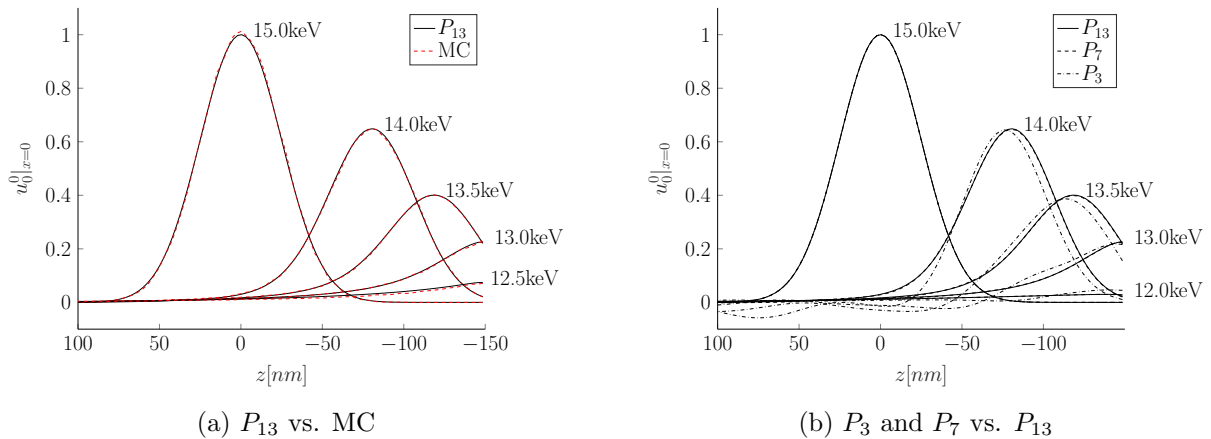 P₁₃
MC
15.0keV
14.0keV
13.5keV
13.0keV
12.5keV
1
0.8
0.6
0.4
0.2
0
100 50 0 −50 −100 −150
z[nm]
u₀⁰|ₓ₌₀
(a) P₁₃ vs. MC
P₁₃
P₇
P₃
15.0keV
14.0keV
13.5keV
13.0keV
12.0keV
1
0.8
0.6
0.4
0.2
0
100 50 0 −50 −100
z[nm]
u₀⁰|ₓ₌₀
(b) P₃ and P₇ vs. P₁₃